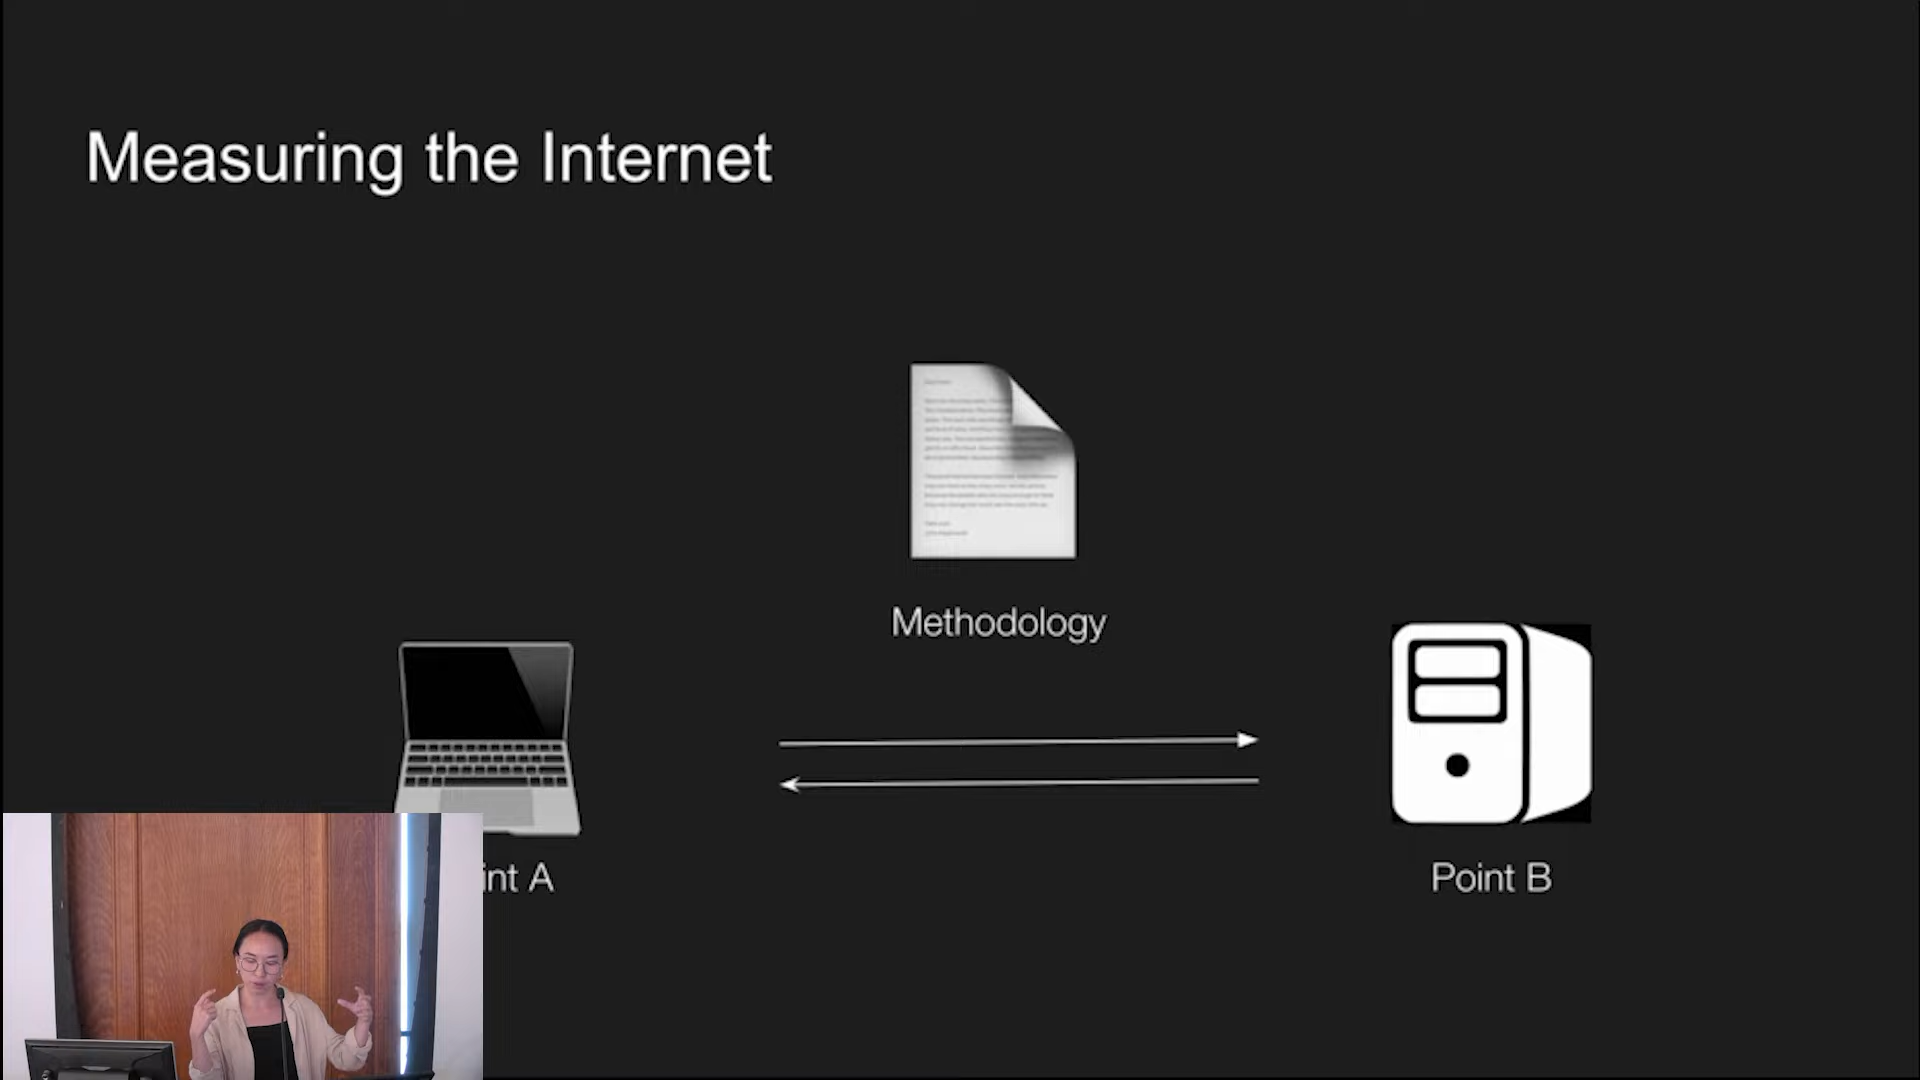 Measuring the Internet
Methodology
int A
Point B